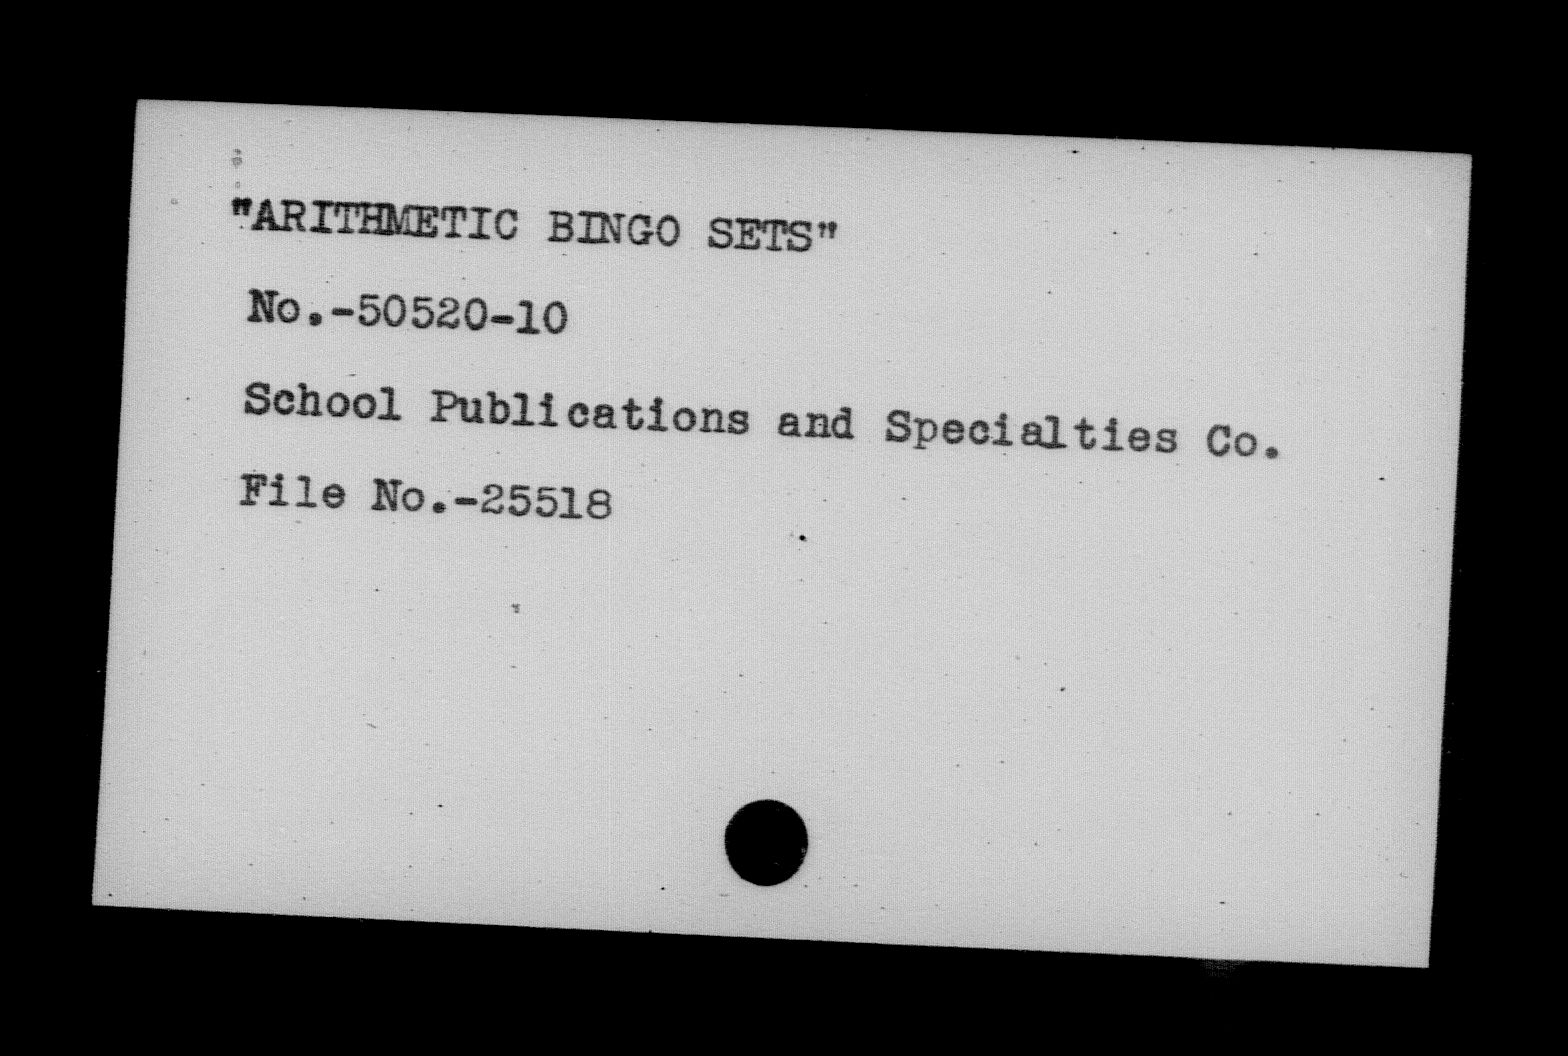 "ARITHMETIC BINGO SETS"
No.-50520-10
School Publications and Specialties Co.
File No.-25518